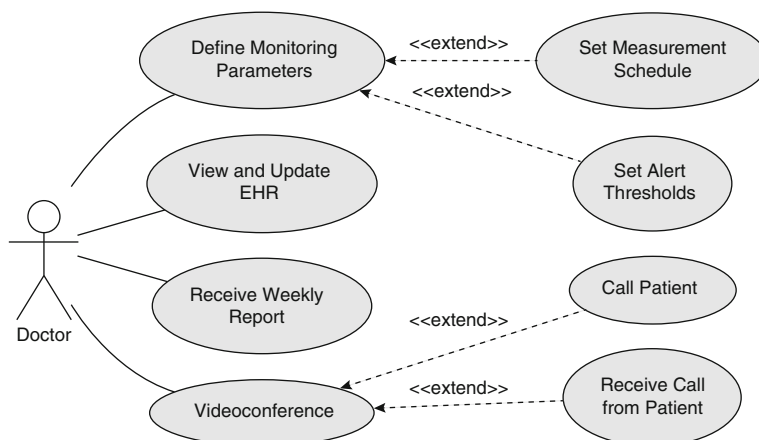 Define Monitoring
Parameters
<<extend>>
Set Measurement
Schedule
<<extend>>
View and Update
EHR
Set Alert
Thresholds
Receive Weekly
Report
Call Patient
<<extend>>
Doctor
Videoconference
<<extend>>
Receive Call
from Patient